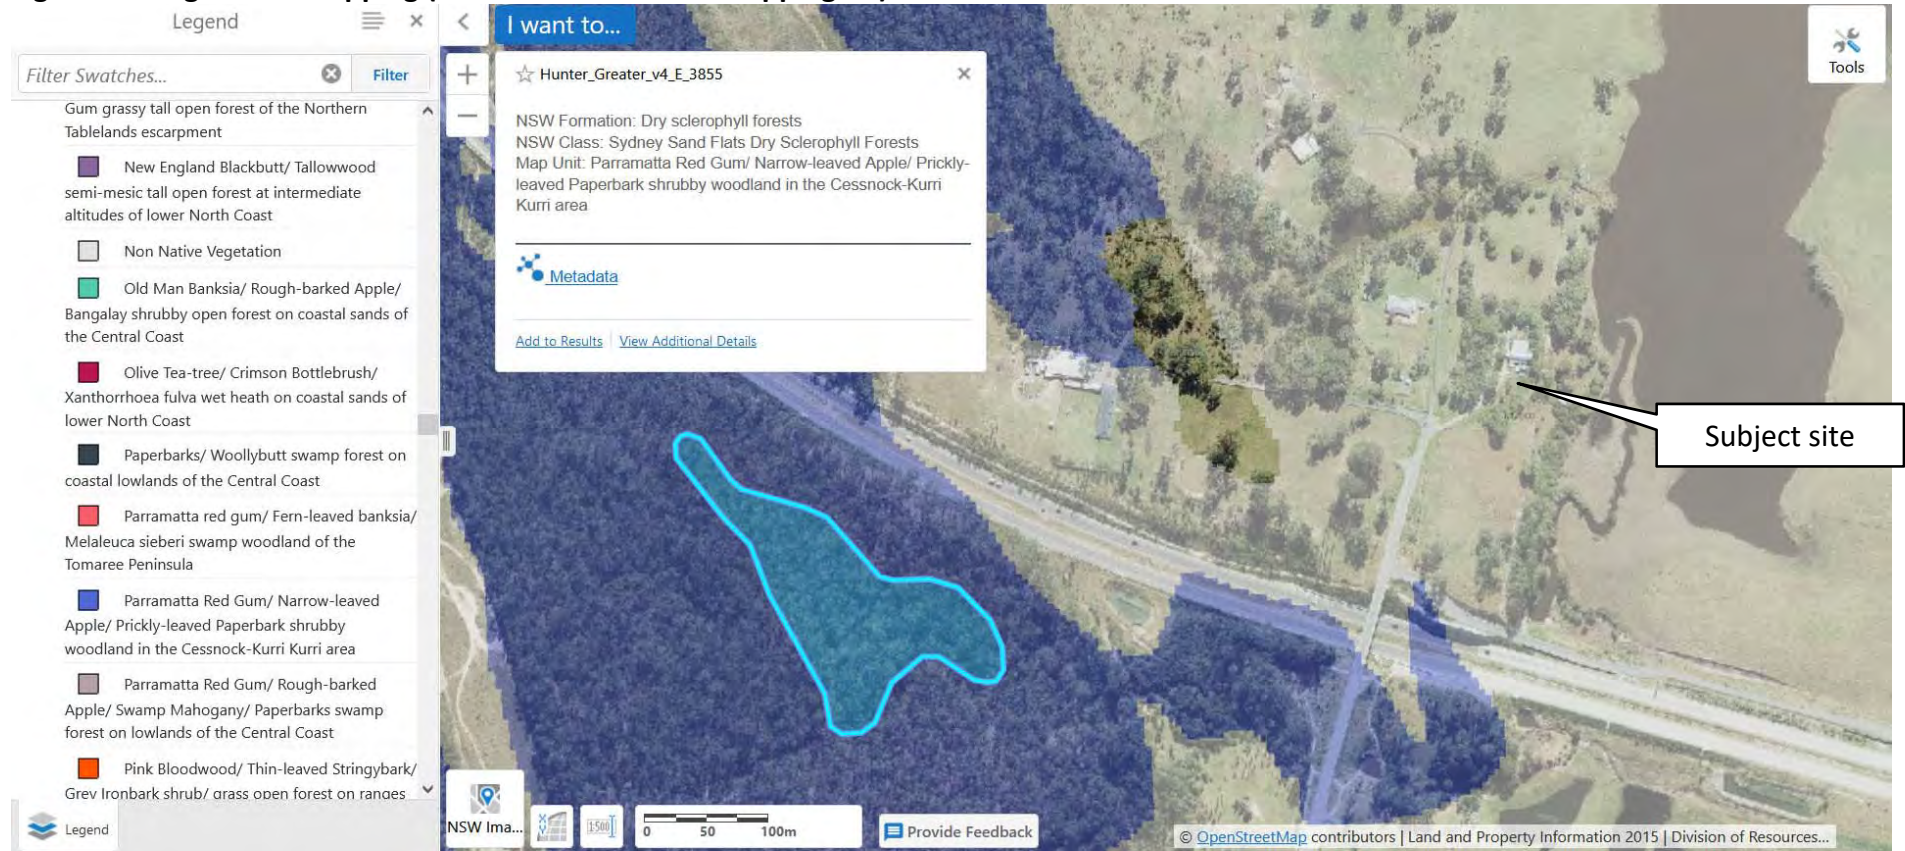 Legend
Filter Swatches...
Filter
Gum grassy tall open forest of the Northern
Tablelands escarpment
New England Blackbutt/ Tallowwood
semi-mesic tall open forest at intermediate
altitudes of lower North Coast
Non Native Vegetation
Old Man Banksia/ Rough-barked Apple/
Bangalay shrubby open forest on coastal sands of
the Central Coast
Olive Tea-tree/ Crimson Bottlebrush/
Xanthorrhoea fulva wet heath on coastal sands of
lower North Coast
Paperbarks/ Woollybutt swamp forest on
coastal lowlands of the Central Coast
Parramatta red gum/ Fern-leaved banksia/
Melaleuca sieberi swamp woodland of the
Tomaree Peninsula
Parramatta Red Gum/ Narrow-leaved
Apple/ Prickly-leaved Paperbark shrubby
woodland in the Cessnock-Kurri Kurri area
Parramatta Red Gum/ Rough-barked
Apple/ Swamp Mahogany/ Paperbarks swamp
forest on lowlands of the Central Coast
Pink Bloodwood/ Thin-leaved Stringybark/
Grey Ironbark shrub/ grass open forest on ranges
Legend
I want to...
Hunter_Greater_v4_E_3855
NSW Formation: Dry sclerophyll forests
NSW Class: Sydney Sand Flats Dry Sclerophyll Forests
Map Unit: Parramatta Red Gum/ Narrow-leaved Apple/ Prickly-
leaved Paperbark shrubby woodland in the Cessnock-Kurri
Kurri area
Metadata
Add to Results
View Additional Details
Tools
Subject site
NSW Ima...
1:500
0 50 100m
Provide Feedback
© OpenStreetMap contributors | Land and Property Information 2015 | Division of Resources...